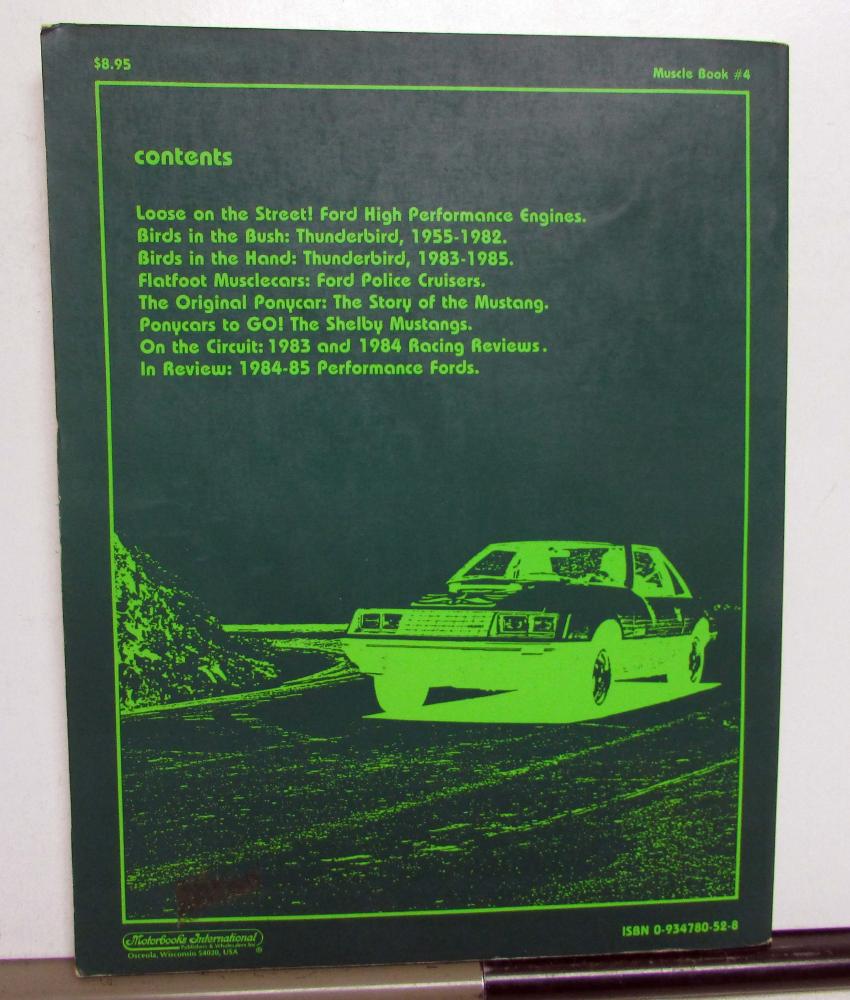 $8.95
Muscle Book #4
contents
Loose on the Street! Ford High Performance Engines.
Birds in the Bush: Thunderbird, 1955-1982.
Birds in the Hand: Thunderbird, 1983-1985.
Flatfoot Musclecars: Ford Police Cruisers.
The Original Ponycar: The Story of the Mustang.
Ponycars to GO! The Shelby Mustangs.
On the Circuit: 1983 and 1984 Racing Reviews.
In Review: 1984-85 Performance Fords.
Motorbooks International
Publishers & Wholesalers Inc.
®
Osceola, Wisconsin 54020, USA
ISBN 0-934780-52-8